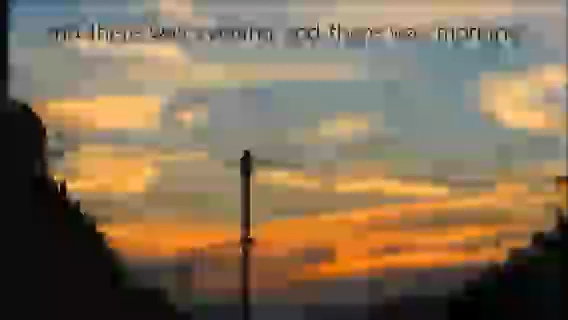 and there was evening, and there was morning